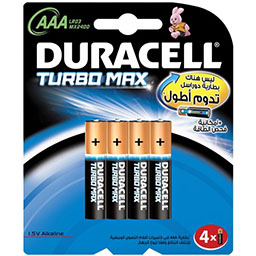 AAA LR03
MX2400
DURACELL
TURBO MAX
ليس هناك
بطارية دوراسل
تدوم أطول
+ + + +
DURACELL DURACELL DURACELL DURACELL
TURBO MAX TURBO MAX TURBO MAX TURBO MAX
1.5V Alkaline
4x